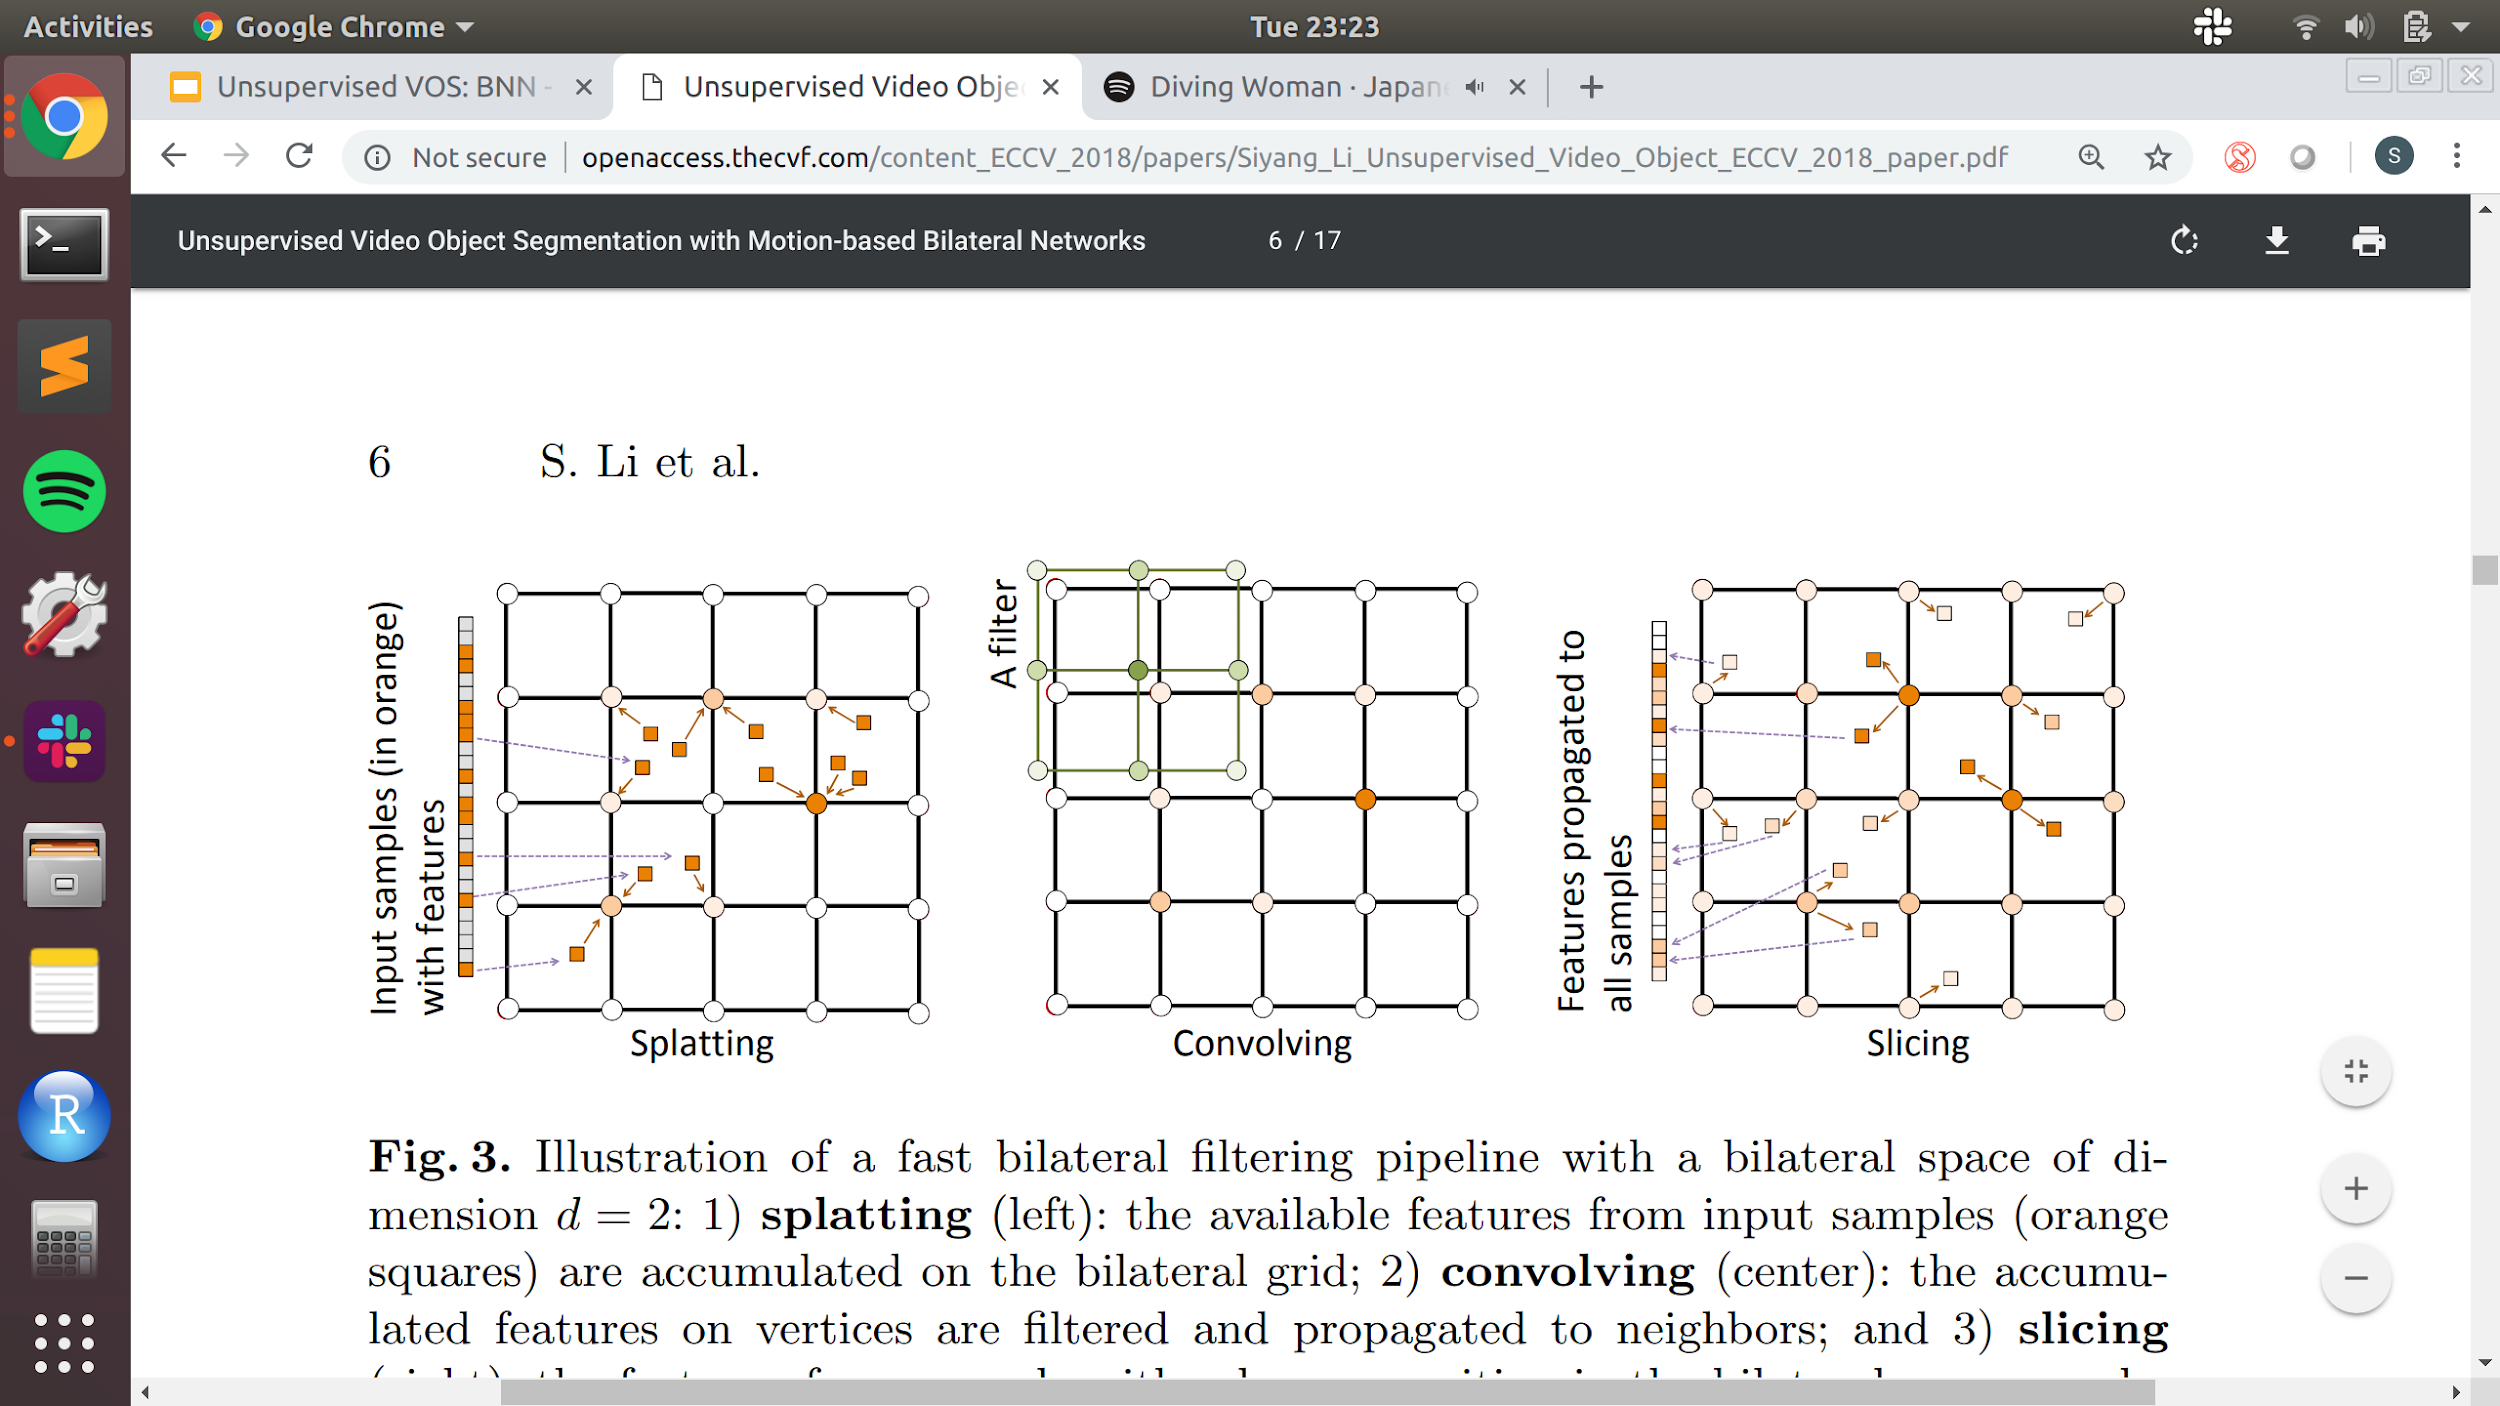 Activities Google Chrome Tue 23:23
Unsupervised VOS: BNN - Unsupervised Video Obje Diving Woman · Japane
Not secure openaccess.thecvf.com/content_ECCV_2018/papers/Siyang_Li_Unsupervised_Video_Object_ECCV_2018_paper.pdf S
Unsupervised Video Object Segmentation with Motion-based Bilateral Networks 6 / 17
6 S. Li et al.
Input samples (in orange)
with features
A filter
Features propagated to
all samples
Splatting Convolving Slicing
Fig. 3. Illustration of a fast bilateral filtering pipeline with a bilateral space of di-
mension d = 2: 1) splatting (left): the available features from input samples (orange
squares) are accumulated on the bilateral grid; 2) convolving (center): the accumu-
lated features on vertices are filtered and propagated to neighbors; and 3) slicing
R